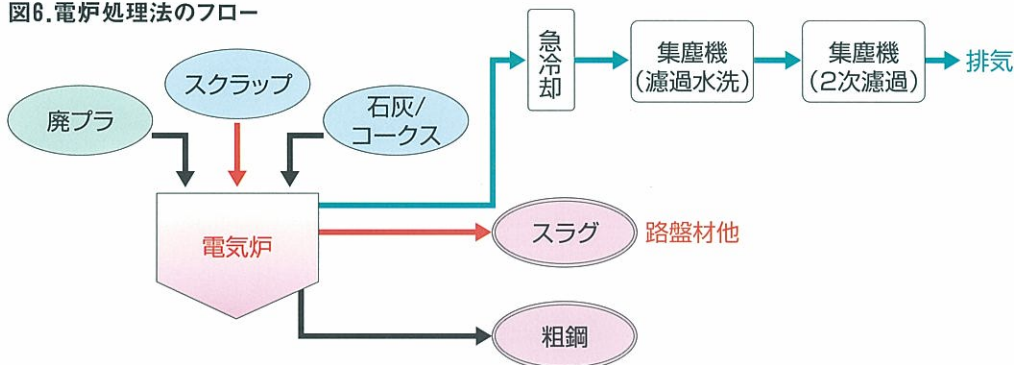 図6.電炉処理法のフロー
廃プラ
スクラップ
石灰/
コークス
電気炉
急冷却
集塵機
(濾過水洗)
集塵機
(2次濾過)
排気
スラグ
路盤材他
粗鋼